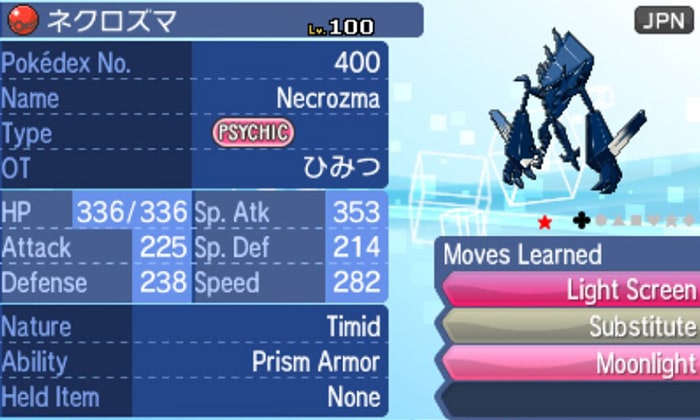 ネクロズマ Lv.100
JPN
Pokédex No. 400
Name Necrozma
Type PSYCHIC
OT ひみつ
HP 336/336 Sp. Atk 353
Attack 225 Sp. Def 214
Defense 238 Speed 282
Nature Timid
Ability Prism Armor
Held Item None
Moves Learned
Light Screen
Substitute
Moonlight